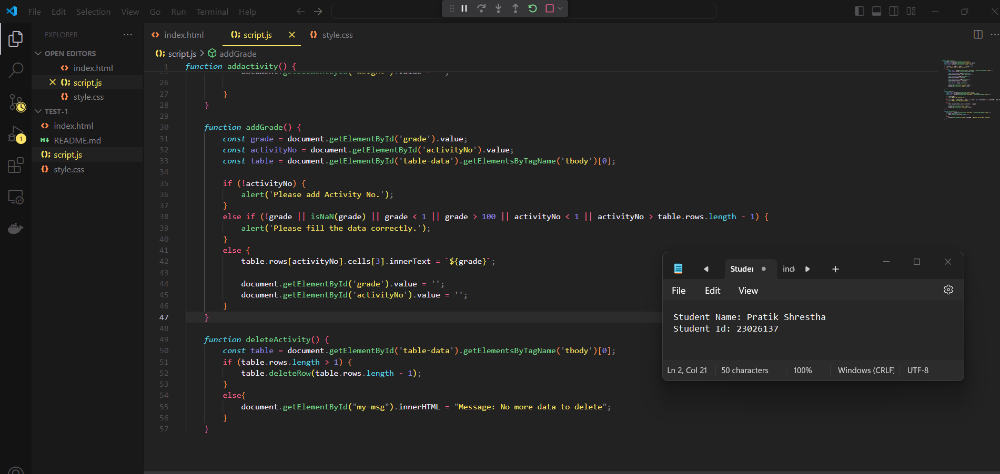 File Edit Selection View Go Run Terminal Help
EXPLORER
OPEN EDITORS
index.html
script.js
style.css
TEST-1
index.html
README.md
script.js
style.css
1
index.html
script.js
style.css
script.js > addGrade
1 function addactivity() {
26
27 }
28 }
29
30 function addGrade() {
31 const grade = document.getElementById('grade').value;
32 const activityNo = document.getElementById('activityNo').value;
33 const table = document.getElementById('table-data').getElementsByTagName('tbody')[0];
34
35 if (!activityNo) {
36 alert('Please add Activity No.');
37 }
38 else if (!grade || isNaN(grade) || grade < 1 || grade > 100 || activityNo < 1 || activityNo > table.rows.length - 1) {
39 alert('Please fill the data correctly.');
40 }
41 else {
42 table.rows[activityNo].cells[3].innerText = `${grade}`;
43
44 document.getElementById('grade').value = '';
45 document.getElementById('activityNo').value = '';
46 }
47 }
48
49 function deleteActivity() {
50 const table = document.getElementById('table-data').getElementsByTagName('tbody')[0];
51 if (table.rows.length > 1) {
52 table.deleteRow(table.rows.length - 1);
53 }
54 else{
55 document.getElementById("my-msg").innerHTML = "Message: No more data to delete";
56 }
57 }
File Edit View
Student Name: Pratik Shrestha
Student Id: 23026137
Ln 2, Col 21 50 characters 100% Windows (CRLF) UTF-8